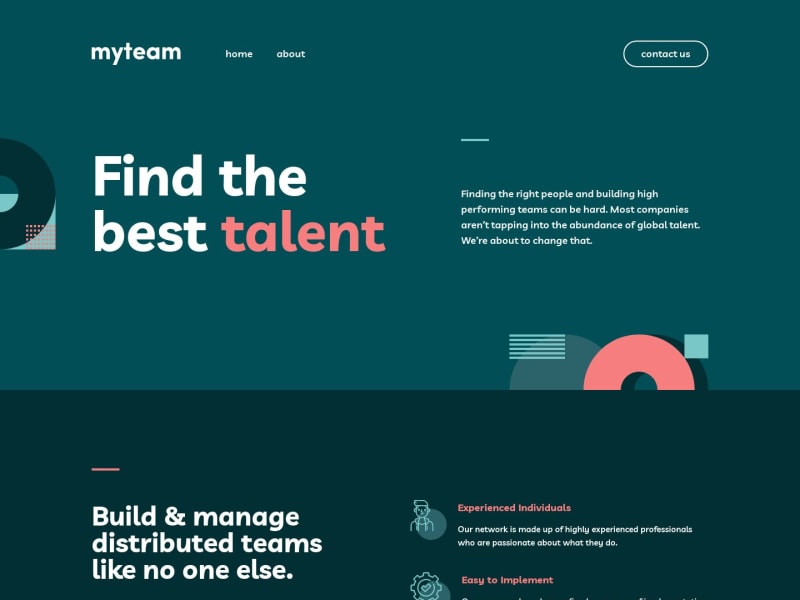 myteam
home
about
contact us
Find the
best talent
Finding the right people and building high
performing teams can be hard. Most companies
aren’t tapping into the abundance of global talent.
We’re about to change that.
Build & manage
distributed teams
like no one else.
Experienced Individuals
Our network is made up of highly experienced professionals
who are passionate about what they do.
Easy to Implement